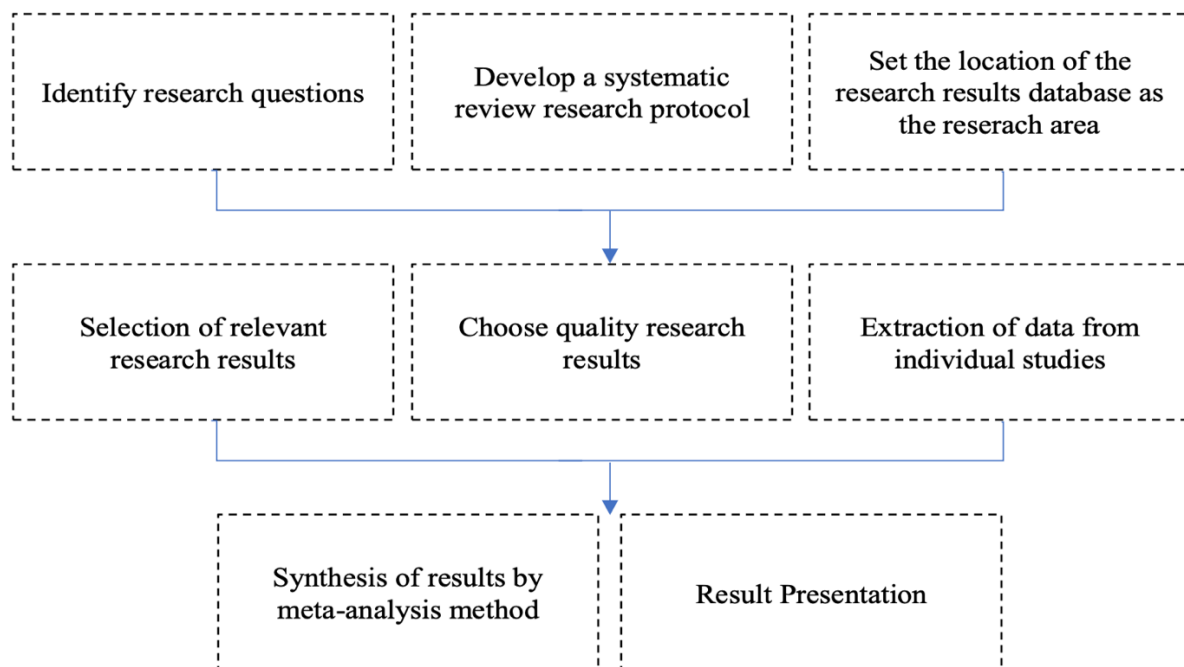 Identify research questions
Develop a systematic
review research protocol
Set the location of the
research results database as
the reserach area
Selection of relevant
research results
Choose quality research
results
Extraction of data from
individual studies
Synthesis of results by
meta-analysis method
Result Presentation